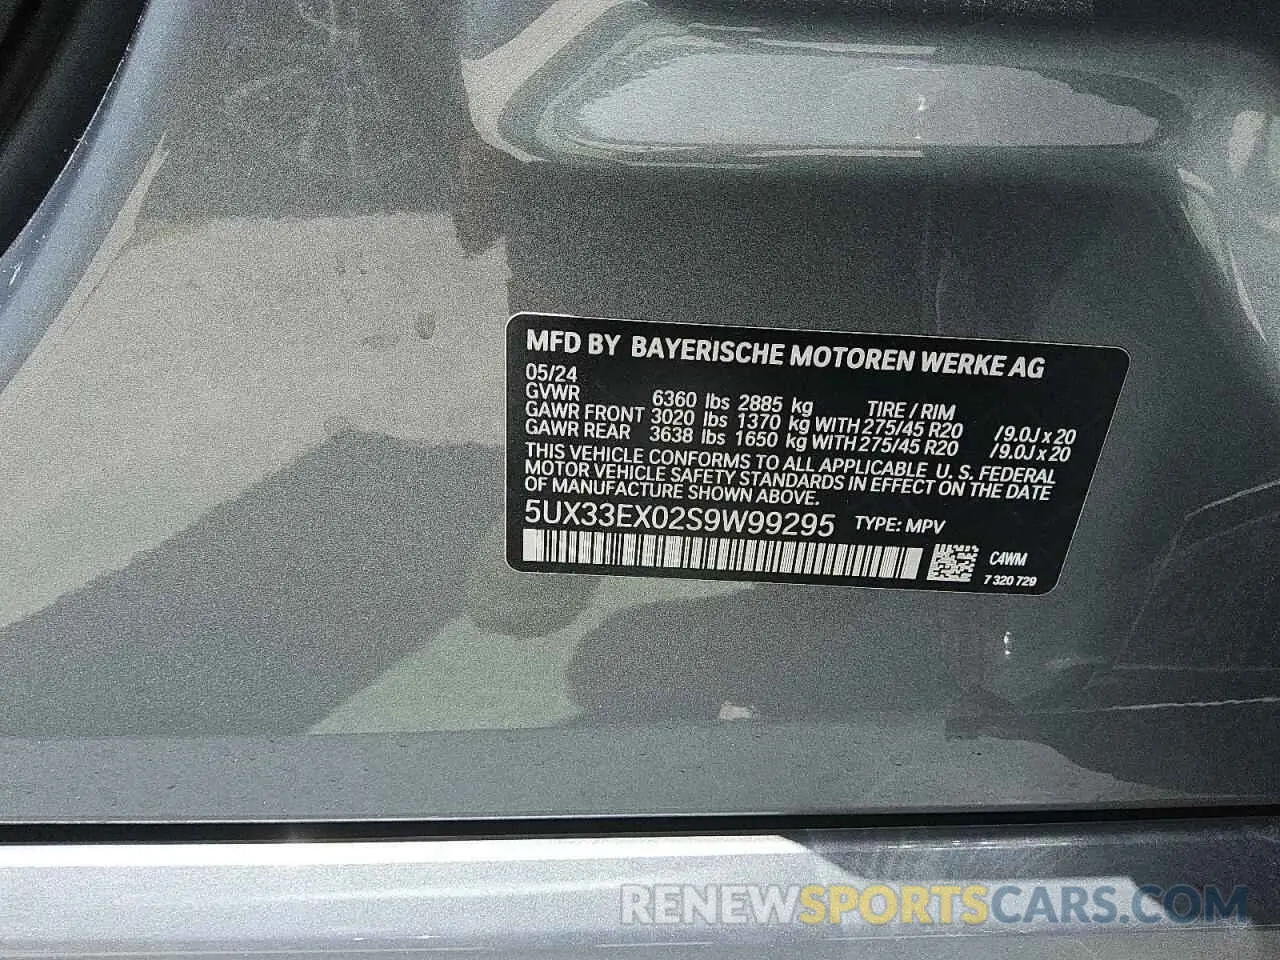 MFD BY BAYERISCHE MOTOREN WERKE AG
05/24
GVWR 6360 lbs 2885 kg TIRE / RIM
GAWR FRONT 3020 lbs 1370 kg WITH 275/45 R20 / 9.0J x 20
GAWR REAR 3638 lbs 1650 kg WITH 275/45 R20 / 9.0J x 20
THIS VEHICLE CONFORMS TO ALL APPLICABLE U. S. FEDERAL
MOTOR VEHICLE SAFETY STANDARDS IN EFFECT ON THE DATE
OF MANUFACTURE SHOWN ABOVE.
5UX33EX02S9W99295 TYPE: MPV
C4WM
7 320 729
RENEWSPORTSCARS.COM